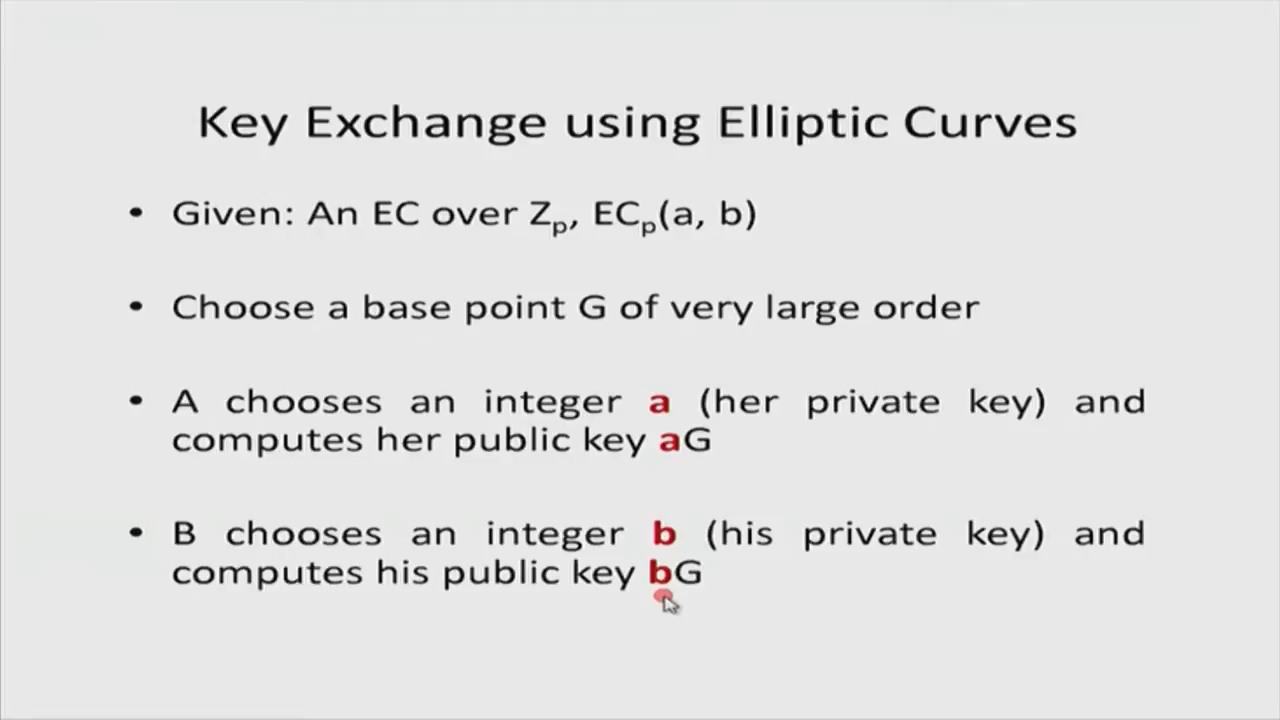 Key Exchange using Elliptic Curves
• Given: An EC over Zₚ, ECₚ(a, b)
• Choose a base point G of very large order
• A chooses an integer a (her private key) and
computes her public key aG
• B chooses an integer b (his private key) and
computes his public key bG